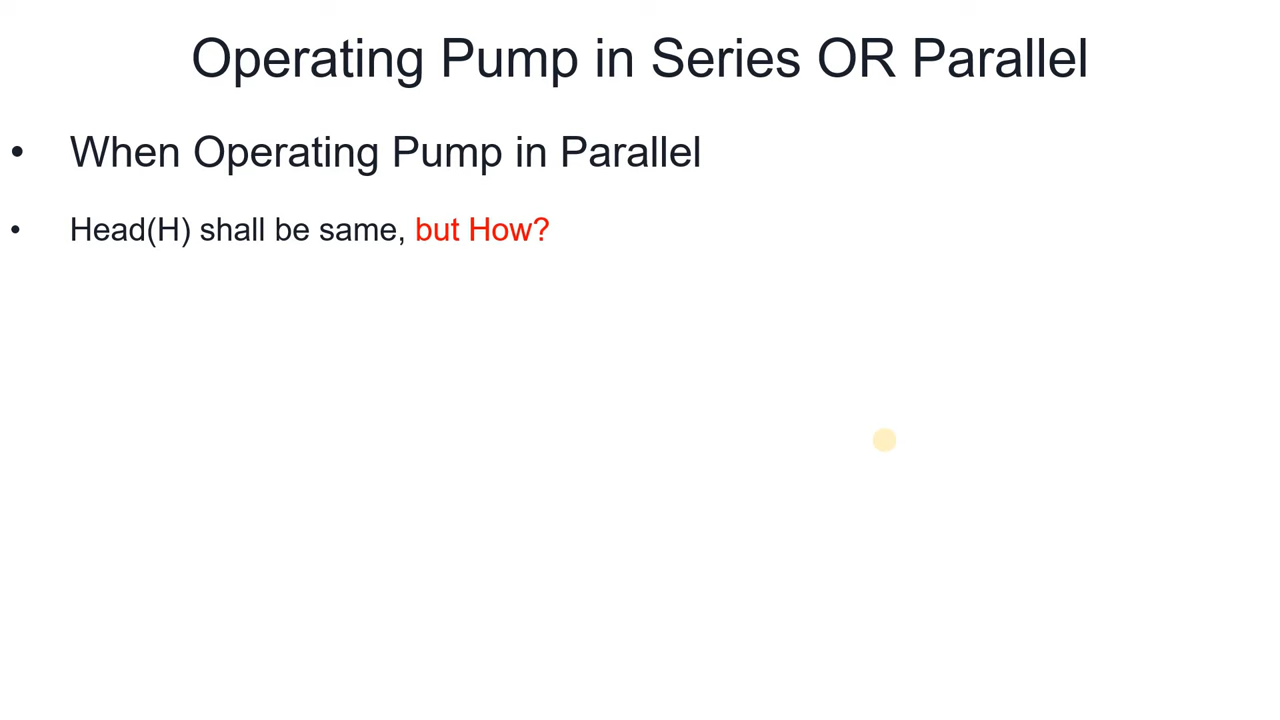 Operating Pump in Series OR Parallel
• When Operating Pump in Parallel
• Head(H) shall be same, but How?